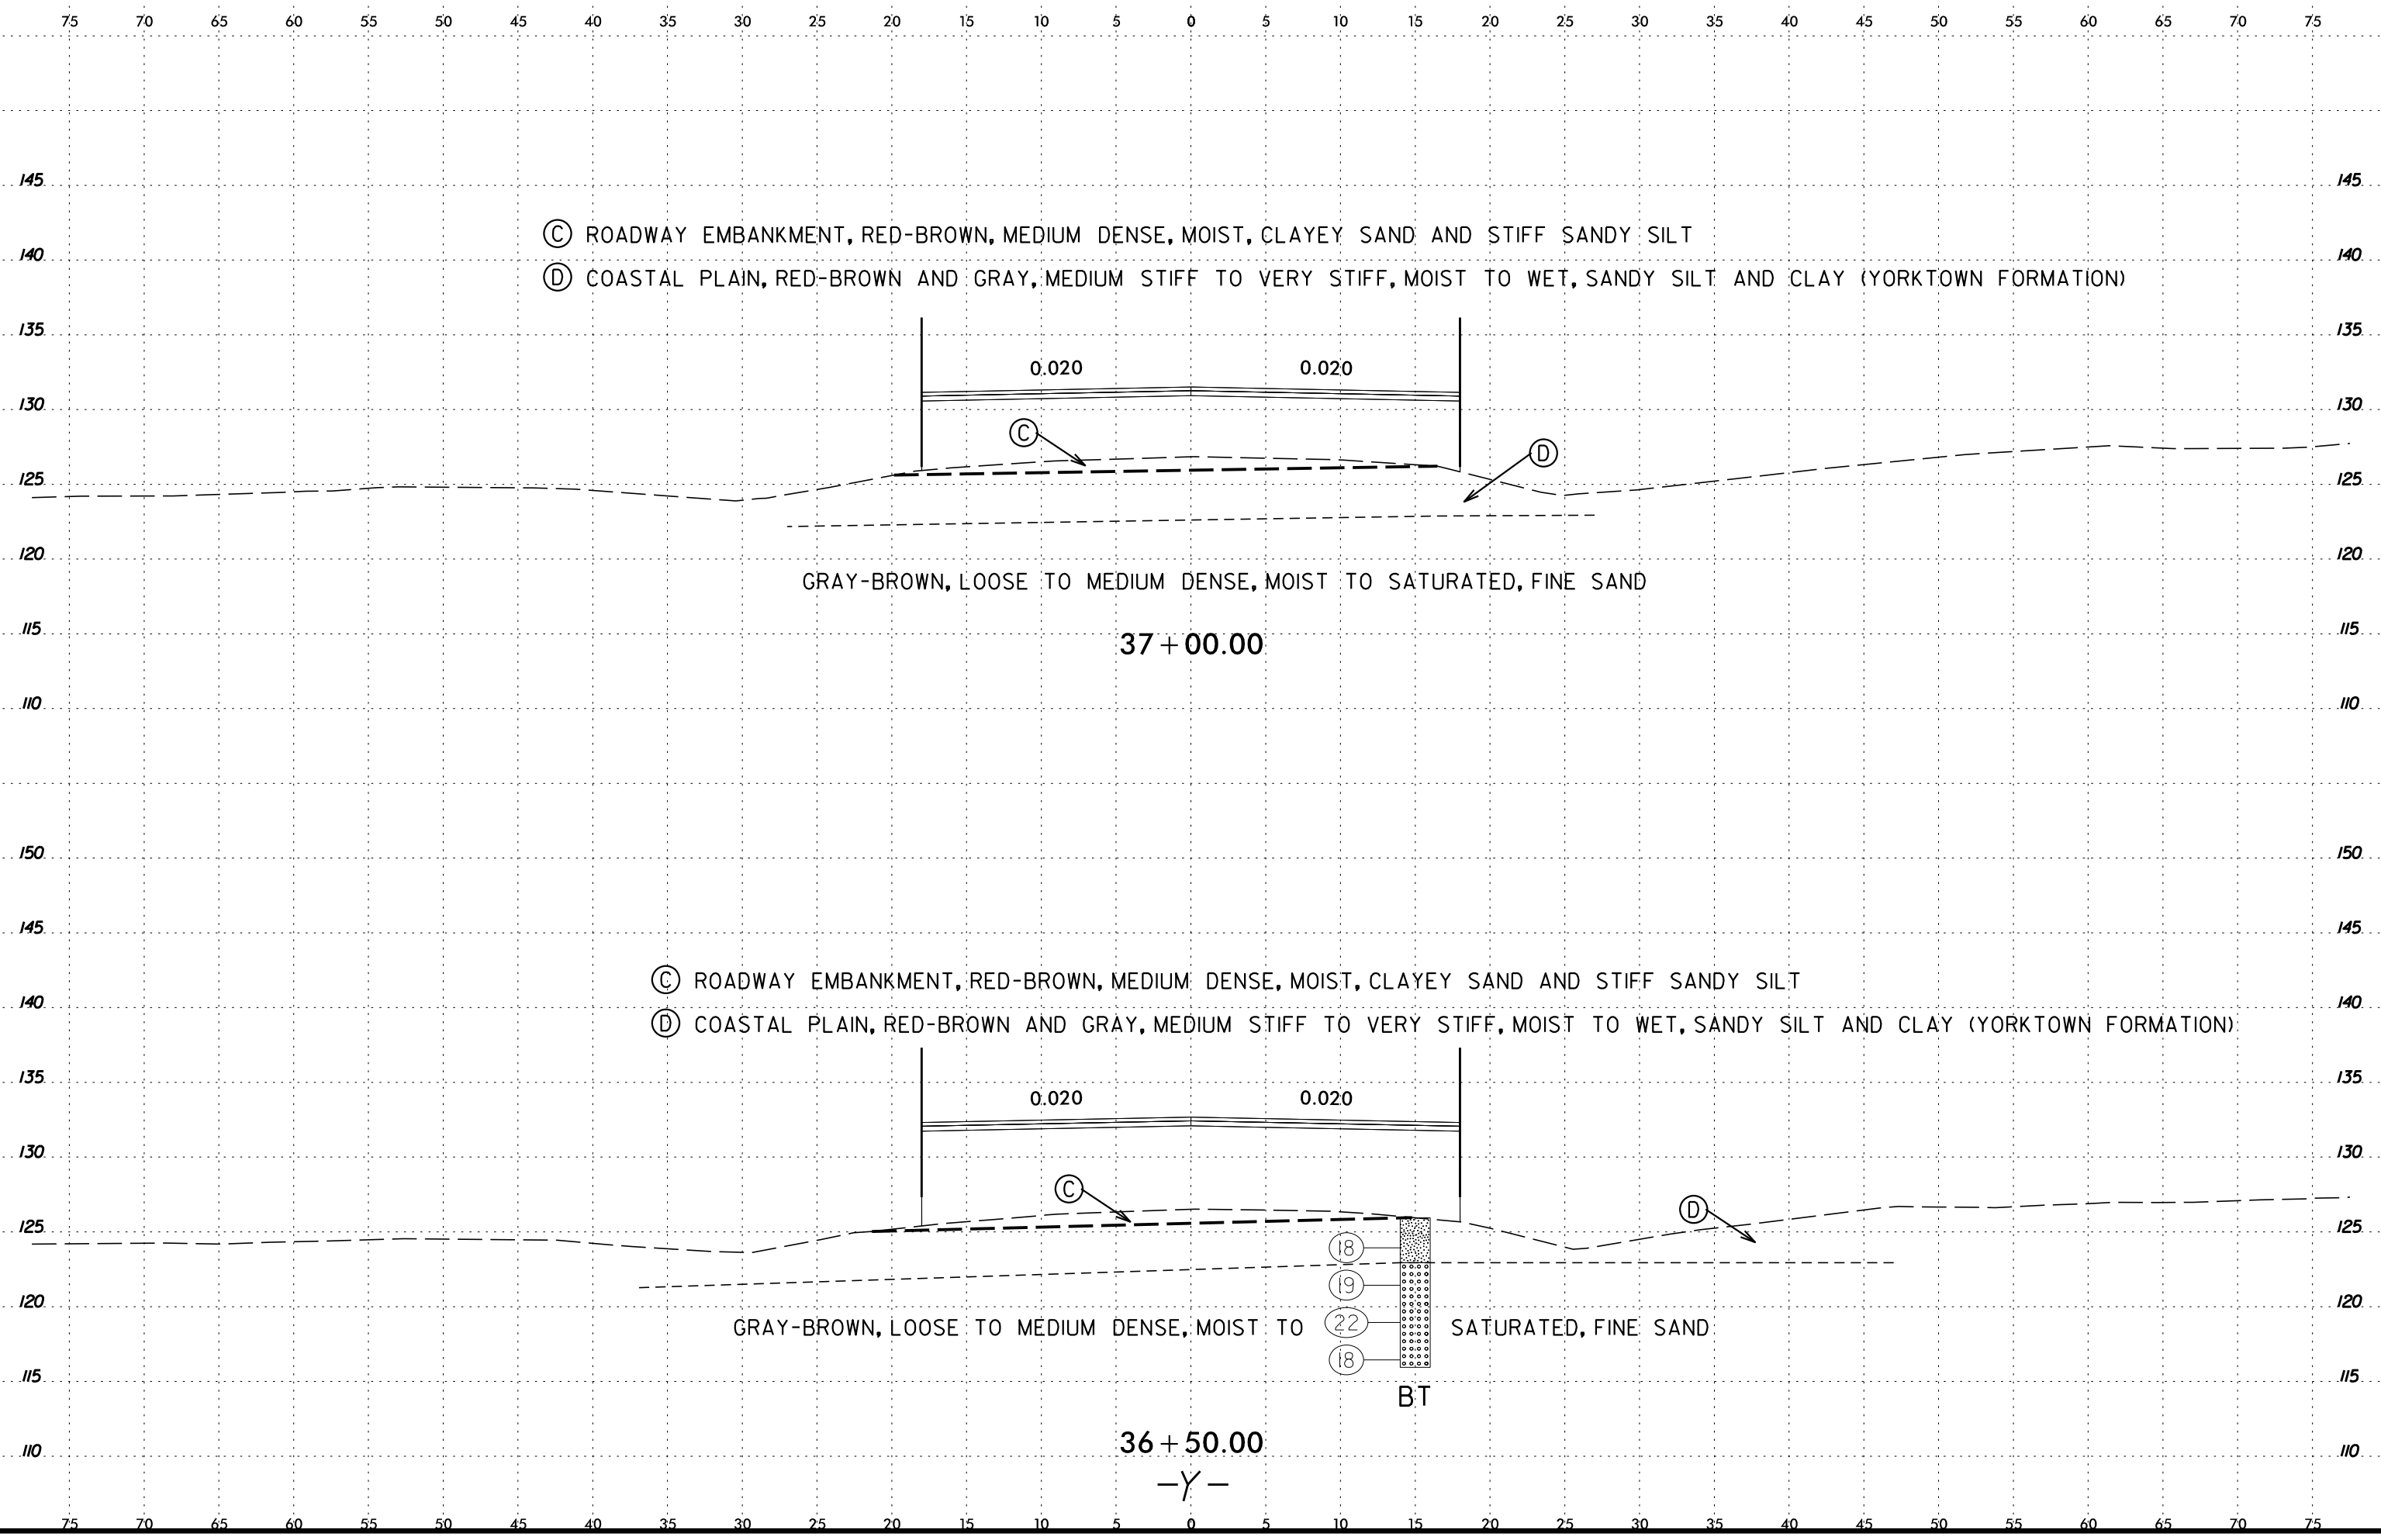 75 70 65 60 55 50 45 40 35 30 25 20 15 10 5 0 5 10 15 20 25 30 35 40 45 50 55 60 65 70 75
145 145
Ⓒ ROADWAY EMBANKMENT, RED-BROWN, MEDIUM DENSE, MOIST, CLAYEY SAND AND STIFF SANDY SILT
140 140
Ⓓ COASTAL PLAIN, RED-BROWN AND GRAY, MEDIUM STIFF TO VERY STIFF, MOIST TO WET, SANDY SILT AND CLAY (YORKTOWN FORMATION)
135 135
0.020 0.020
130 130
Ⓒ
Ⓓ
125 125
120 120
GRAY-BROWN, LOOSE TO MEDIUM DENSE, MOIST TO SATURATED, FINE SAND
115 115
37+00.00
110 110
150 150
145 145
Ⓒ ROADWAY EMBANKMENT, RED-BROWN, MEDIUM DENSE, MOIST, CLAYEY SAND AND STIFF SANDY SILT
140 140
Ⓓ COASTAL PLAIN, RED-BROWN AND GRAY, MEDIUM STIFF TO VERY STIFF, MOIST TO WET, SANDY SILT AND CLAY (YORKTOWN FORMATION)
135 135
0.020 0.020
130 130
Ⓒ
Ⓓ
125 125
18
19
120 120
GRAY-BROWN, LOOSE TO MEDIUM DENSE, MOIST TO 22 SATURATED, FINE SAND
18
115 115
BT
36+50.00
110 110
-Y-
75 70 65 60 55 50 45 40 35 30 25 20 15 10 5 0 5 10 15 20 25 30 35 40 45 50 55 60 65 70 75